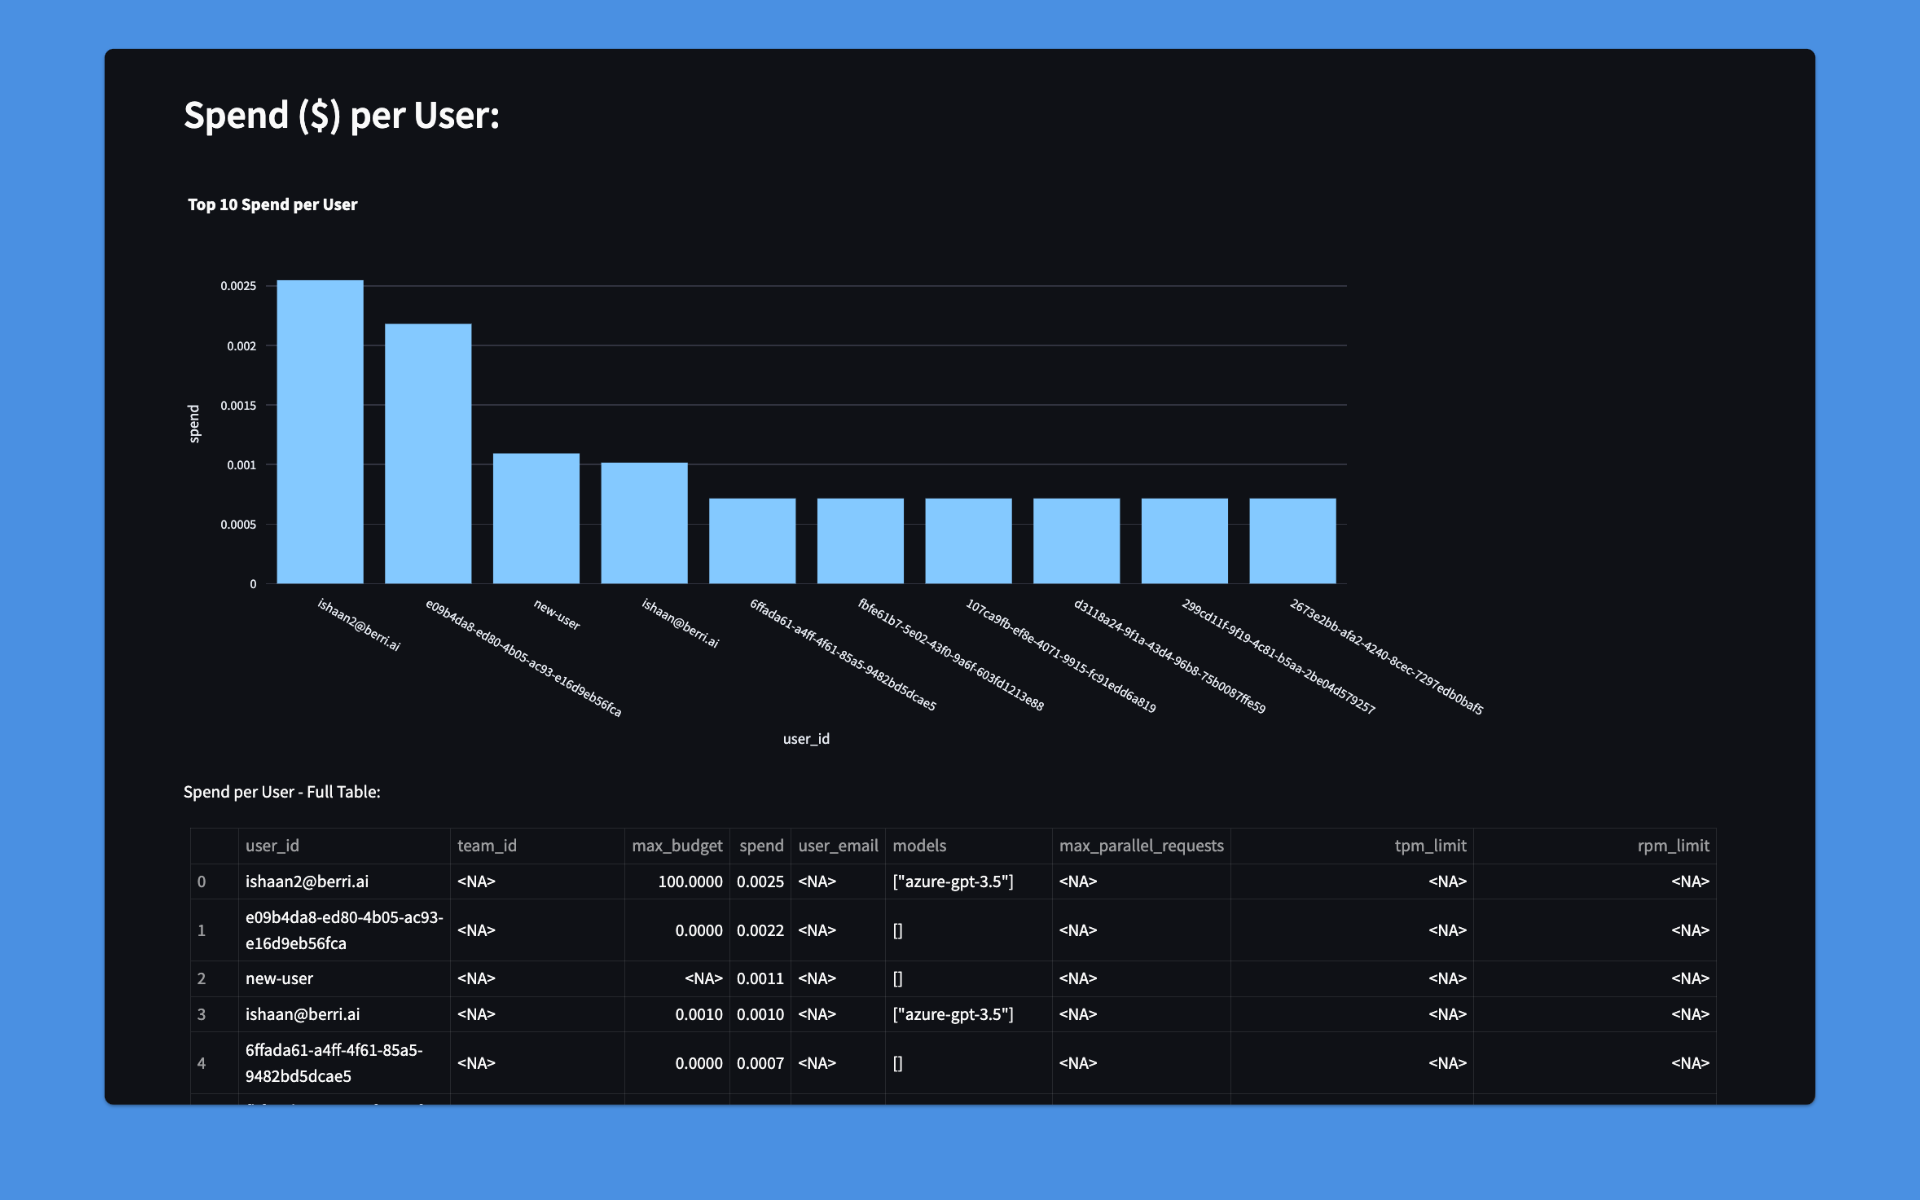 Spend ($) per User:
Top 10 Spend per User
0.0025
0.002
0.0015
0.001
0.0005
0
spend
ishaan2@berri.ai
e09b4da8-ed80-4b05-ac93-e16d9eb56fca
new-user
ishaan@berri.ai
6ffada61-a4ff-4f61-85a5-9482bd5dcae5
fbfe61b7-5e02-43f0-9a6f-603fd1213e88
107ca9fb-ef8e-4071-9915-fc91edd6a819
d3118a24-9f1a-43d4-96b8-75b0087ffe59
299cd11f-9f19-4c81-b5aa-2be04d579257
2673e2bb-afa2-4240-8cec-7297edb0baf5
user_id
Spend per User - Full Table:
user_id team_id max_budget spend user_email models max_parallel_requests tpm_limit rpm_limit
0 ishaan2@berri.ai <NA> 100.0000 0.0025 <NA> ["azure-gpt-3.5"] <NA> <NA> <NA>
e09b4da8-ed80-4b05-ac93-
1 <NA> 0.0000 0.0022 <NA> [] <NA> <NA> <NA>
e16d9eb56fca
2 new-user <NA> <NA> 0.0011 <NA> [] <NA> <NA> <NA>
3 ishaan@berri.ai <NA> 0.0010 0.0010 <NA> ["azure-gpt-3.5"] <NA> <NA> <NA>
6ffada61-a4ff-4f61-85a5-
4 <NA> 0.0000 0.0007 <NA> [] <NA> <NA> <NA>
9482bd5dcae5